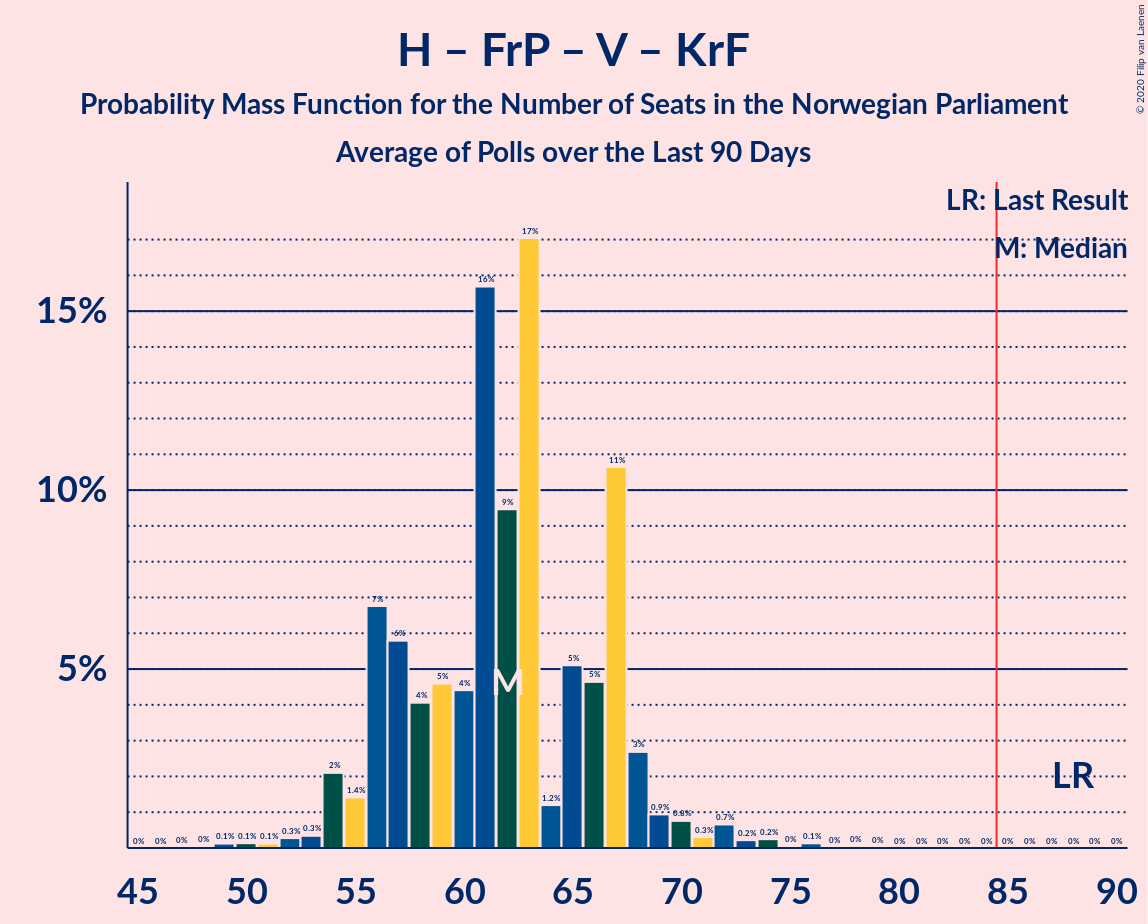 H – FrP – V – KrF
Probability Mass Function for the Number of Seats in the Norwegian Parliament
Average of Polls over the Last 90 Days
© 2020 Filip van Laenen
LR: Last Result
M: Median
17%
16%
15%
11%
10%
9%
7%
6%
5%
5%
5%
5%
4%
4%
M
3%
2%
LR
1.4%
1.2%
0% 0% 0% 0% 0.1% 0.1% 0.1% 0.3% 0.3% 0.9% 0.8% 0.3% 0.7% 0.2% 0.2% 0% 0.1% 0% 0% 0% 0% 0% 0% 0% 0% 0% 0% 0% 0% 0% 0%
45 50 55 60 65 70 75 80 85 90